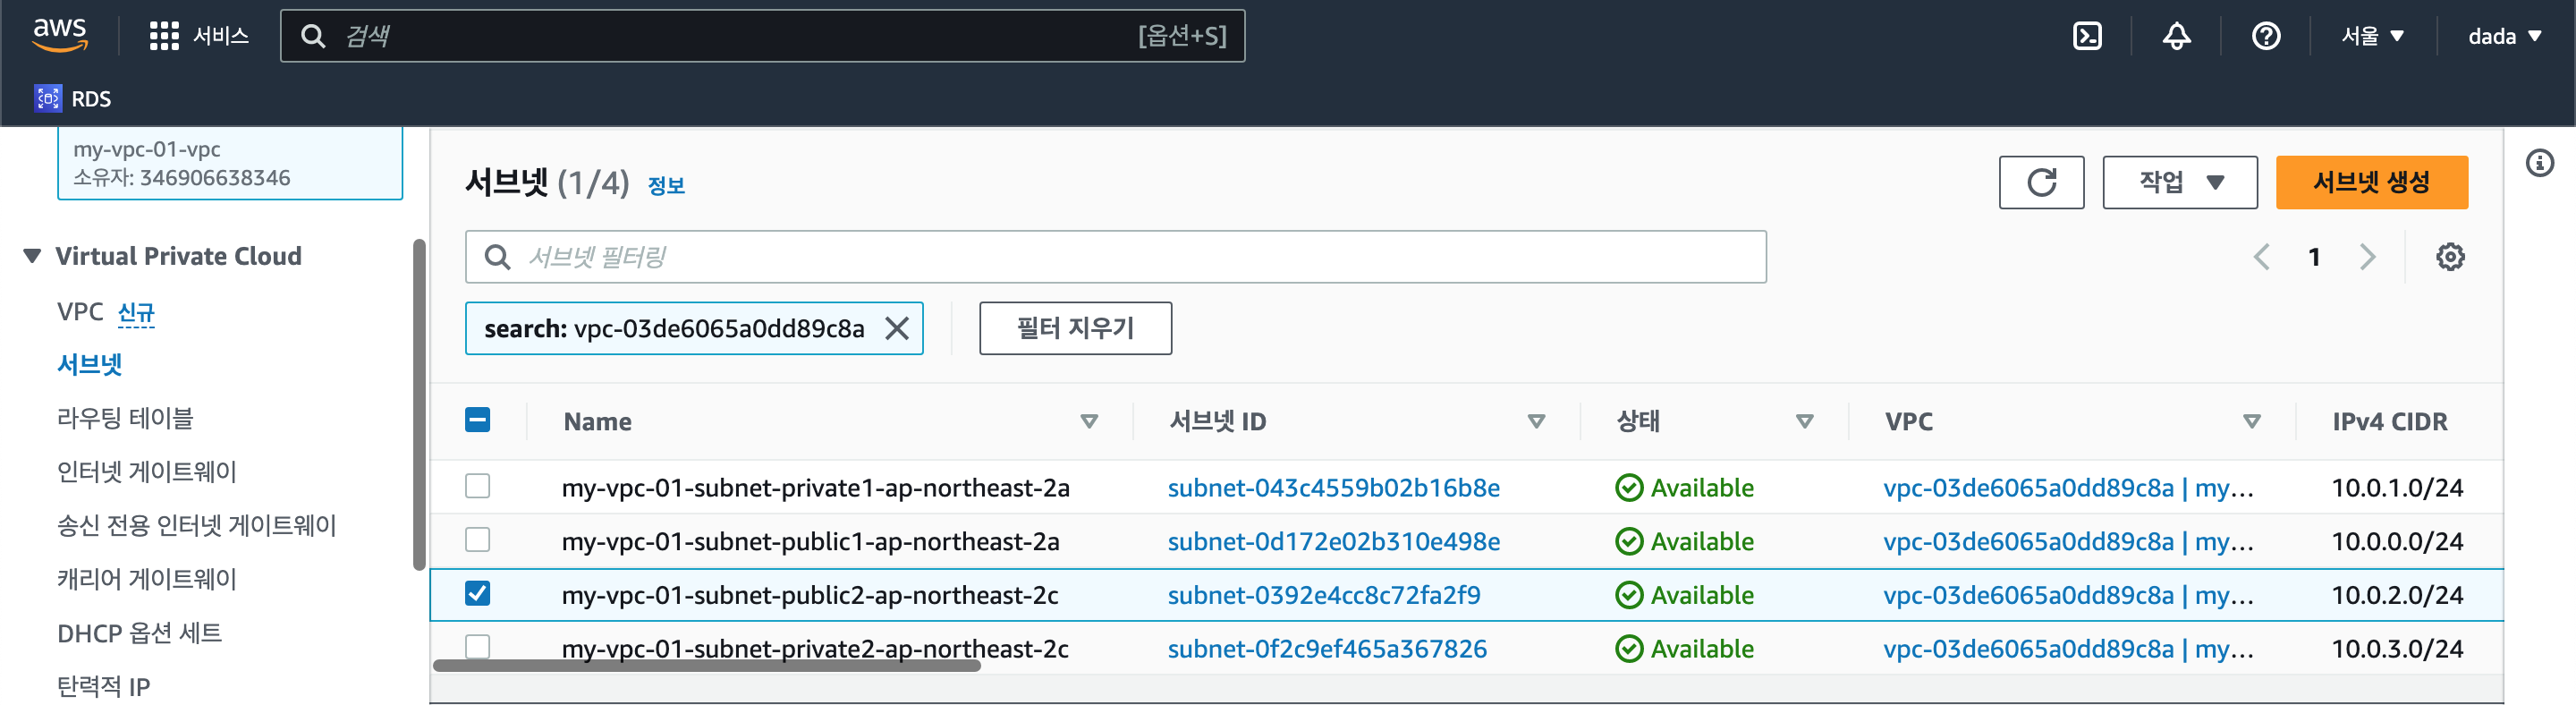 aws
서비스
검색
[옵션+S]
서울 ▼
dada ▼
RDS
my-vpc-01-vpc
소유자: 346906638346
Virtual Private Cloud
VPC 신규
서브넷
라우팅 테이블
인터넷 게이트웨이
송신 전용 인터넷 게이트웨이
캐리어 게이트웨이
DHCP 옵션 세트
탄력적 IP
서브넷 (1/4) 정보
작업 ▼
서브넷 생성
서브넷 필터링
1
search: vpc-03de6065a0dd89c8a
필터 지우기
Name 서브넷 ID 상태 VPC IPv4 CIDR
my-vpc-01-subnet-private1-ap-northeast-2a subnet-043c4559b02b16b8e Available vpc-03de6065a0dd89c8a | my... 10.0.1.0/24
my-vpc-01-subnet-public1-ap-northeast-2a subnet-0d172e02b310e498e Available vpc-03de6065a0dd89c8a | my... 10.0.0.0/24
my-vpc-01-subnet-public2-ap-northeast-2c subnet-0392e4cc8c72fa2f9 Available vpc-03de6065a0dd89c8a | my... 10.0.2.0/24
my-vpc-01-subnet-private2-ap-northeast-2c subnet-0f2c9ef465a367826 Available vpc-03de6065a0dd89c8a | my... 10.0.3.0/24